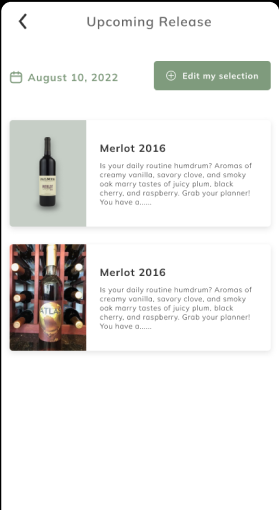 Upcoming Release
August 10, 2022
Edit my selection
Merlot 2016
Is your daily routine humdrum? Aromas of
creamy vanilla, savory clove, and smoky
oak marry tastes of juicy plum, black
cherry, and raspberry. Grab your planner!
You have a......
Merlot 2016
Is your daily routine humdrum? Aromas of
creamy vanilla, savory clove, and smoky
oak marry tastes of juicy plum, black
cherry, and raspberry. Grab your planner!
You have a......
ATLAS